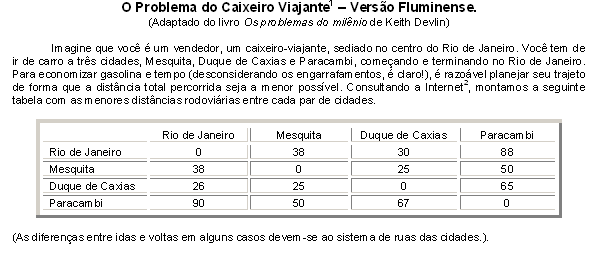 O Problema do Caixeiro Viajante¹ – Versão Fluminense.
(Adaptado do livro Os problemas do milênio de Keith Devlin)
Imagine que você é um vendedor, um caixeiro-viajante, sediado no centro do Rio de Janeiro. Você tem de
ir de carro a três cidades, Mesquita, Duque de Caxias e Paracambi, começando e terminando no Rio de Janeiro.
Para economizar gasolina e tempo (desconsiderando os engarrafamentos, é claro!), é razoável planejar seu trajeto
de forma que a distância total percorrida seja a menor possível. Consultando a Internet², montamos a seguinte
tabela com as menores distâncias rodoviárias entre cada par de cidades.
Rio de Janeiro Mesquita Duque de Caxias Paracambi
Rio de Janeiro 0 38 30 88
Mesquita 38 0 25 50
Duque de Caxias 26 25 0 65
Paracambi 90 50 67 0
(As diferenças entre idas e voltas em alguns casos devem-se ao sistema de ruas das cidades.).